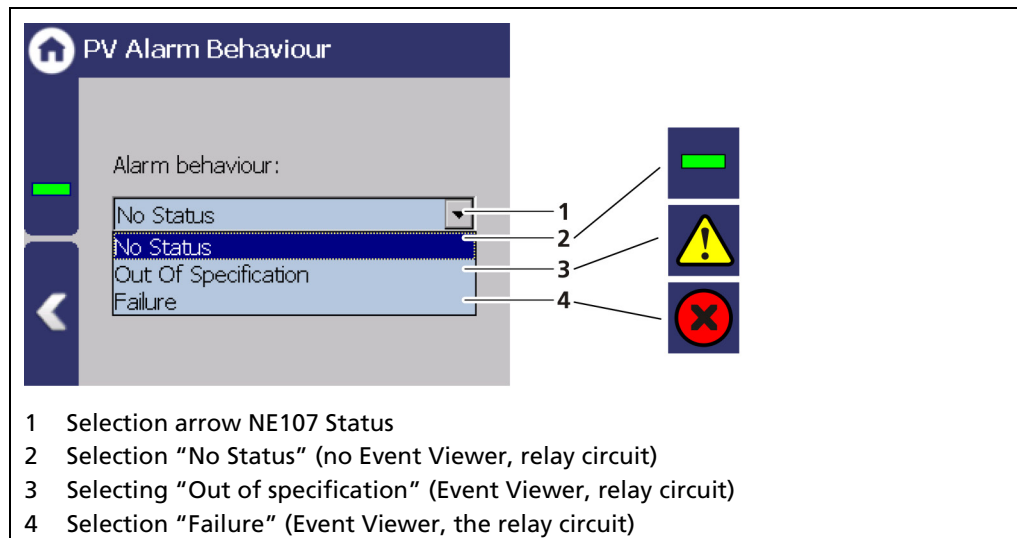 PV Alarm Behaviour
Alarm behaviour:
No Status
1
No Status
2
Out Of Specification
3
Failure
4
1 Selection arrow NE107 Status
2 Selection “No Status” (no Event Viewer, relay circuit)
3 Selecting “Out of specification” (Event Viewer, relay circuit)
4 Selection “Failure” (Event Viewer, the relay circuit)